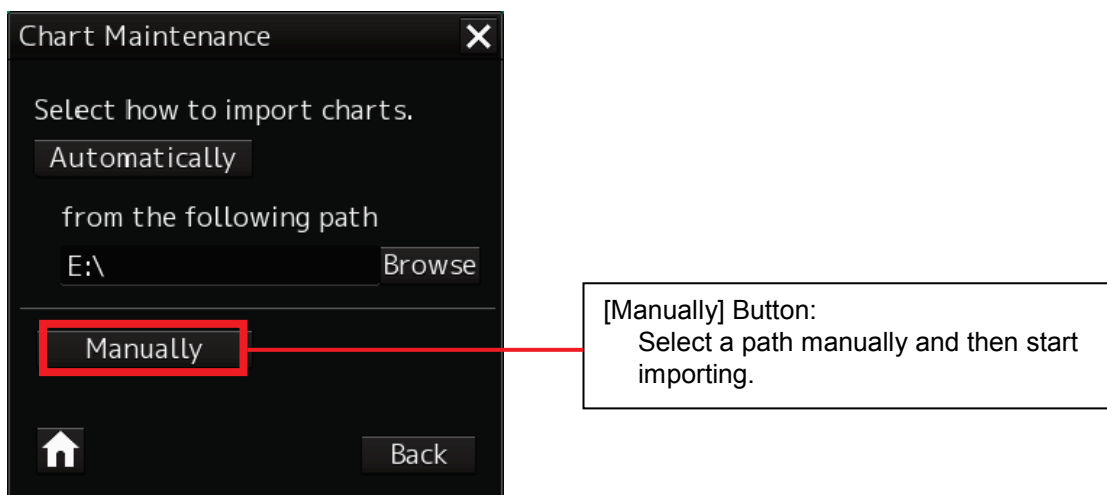 Chart Maintenance
Select how to import charts.
Automatically
from the following path
E:\
Browse
Manually
Back
[Manually] Button:
Select a path manually and then start
importing.